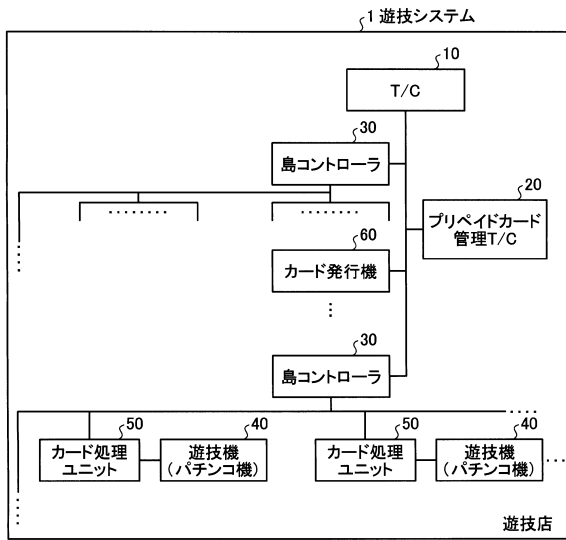 1 遊技システム
10
T/C
30
島コントローラ
20
プリペイドカード
管理T/C
60
カード発行機
30
島コントローラ
50
カード処理
ユニット
40
遊技機
(パチンコ機)
50
カード処理
ユニット
40
遊技機
(パチンコ機)
遊技店